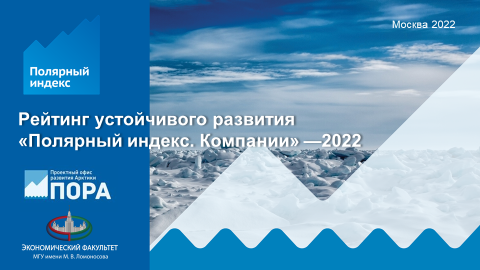 Москва 2022
Полярный
индекс
Рейтинг устойчивого развития
«Полярный индекс. Компании» —2022
Проектный офис
развития Арктики
ПОРА
ЭКОНОМИЧЕСКИЙ ФАКУЛЬТЕТ
МГУ имени М. В. Ломоносова